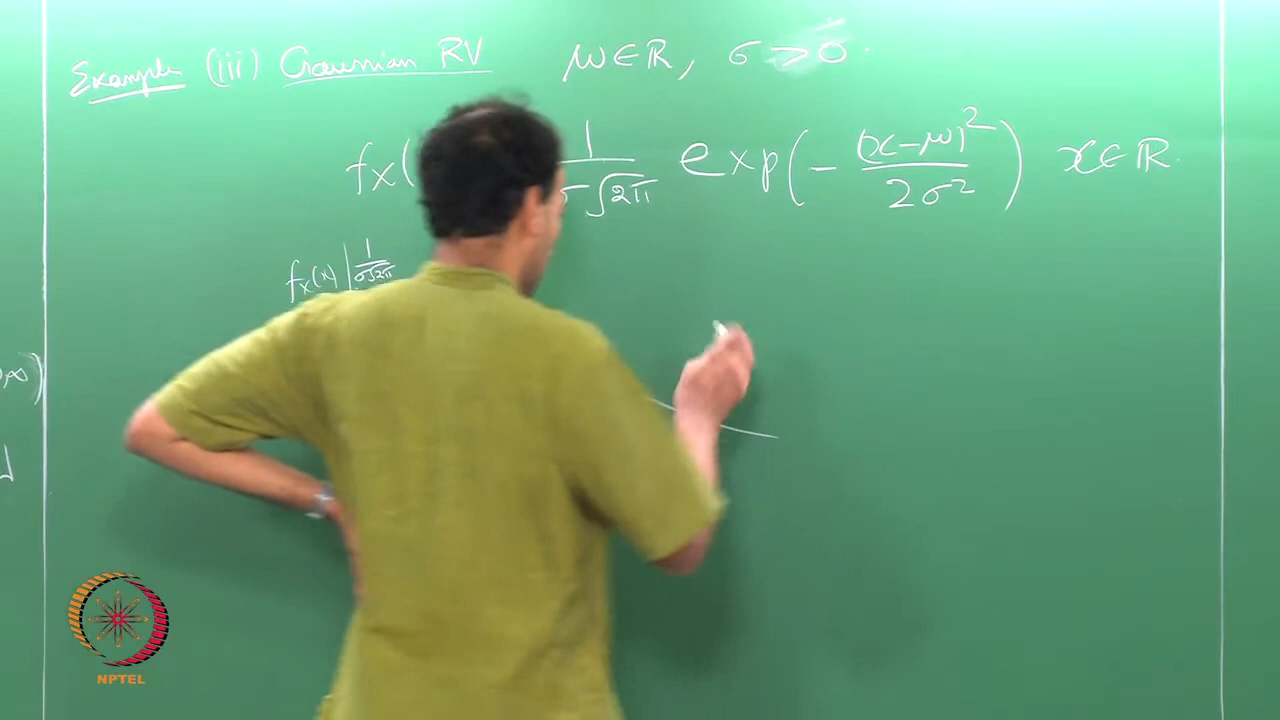 Example (iii) Gaussian RV μ∈ℝ, σ > 0.
fx( 1/σ√2π exp(-(x-μ)²/2σ²) x∈ℝ.
fx(x) 1/σ√2π
,∞)
NPTEL